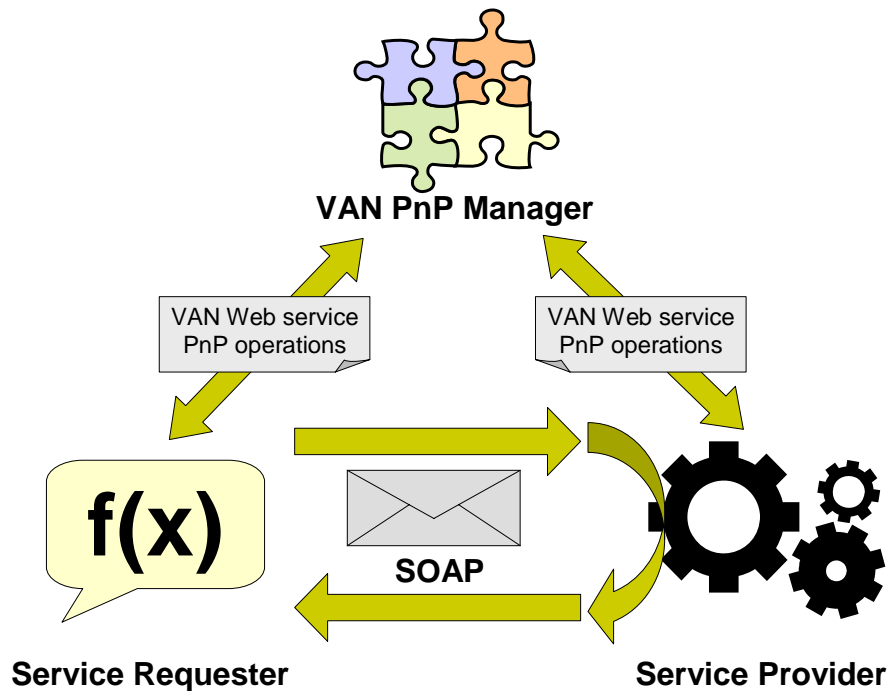 VAN PnP Manager
VAN Web service
PnP operations
VAN Web service
PnP operations
f(x)
SOAP
Service Requester
Service Provider